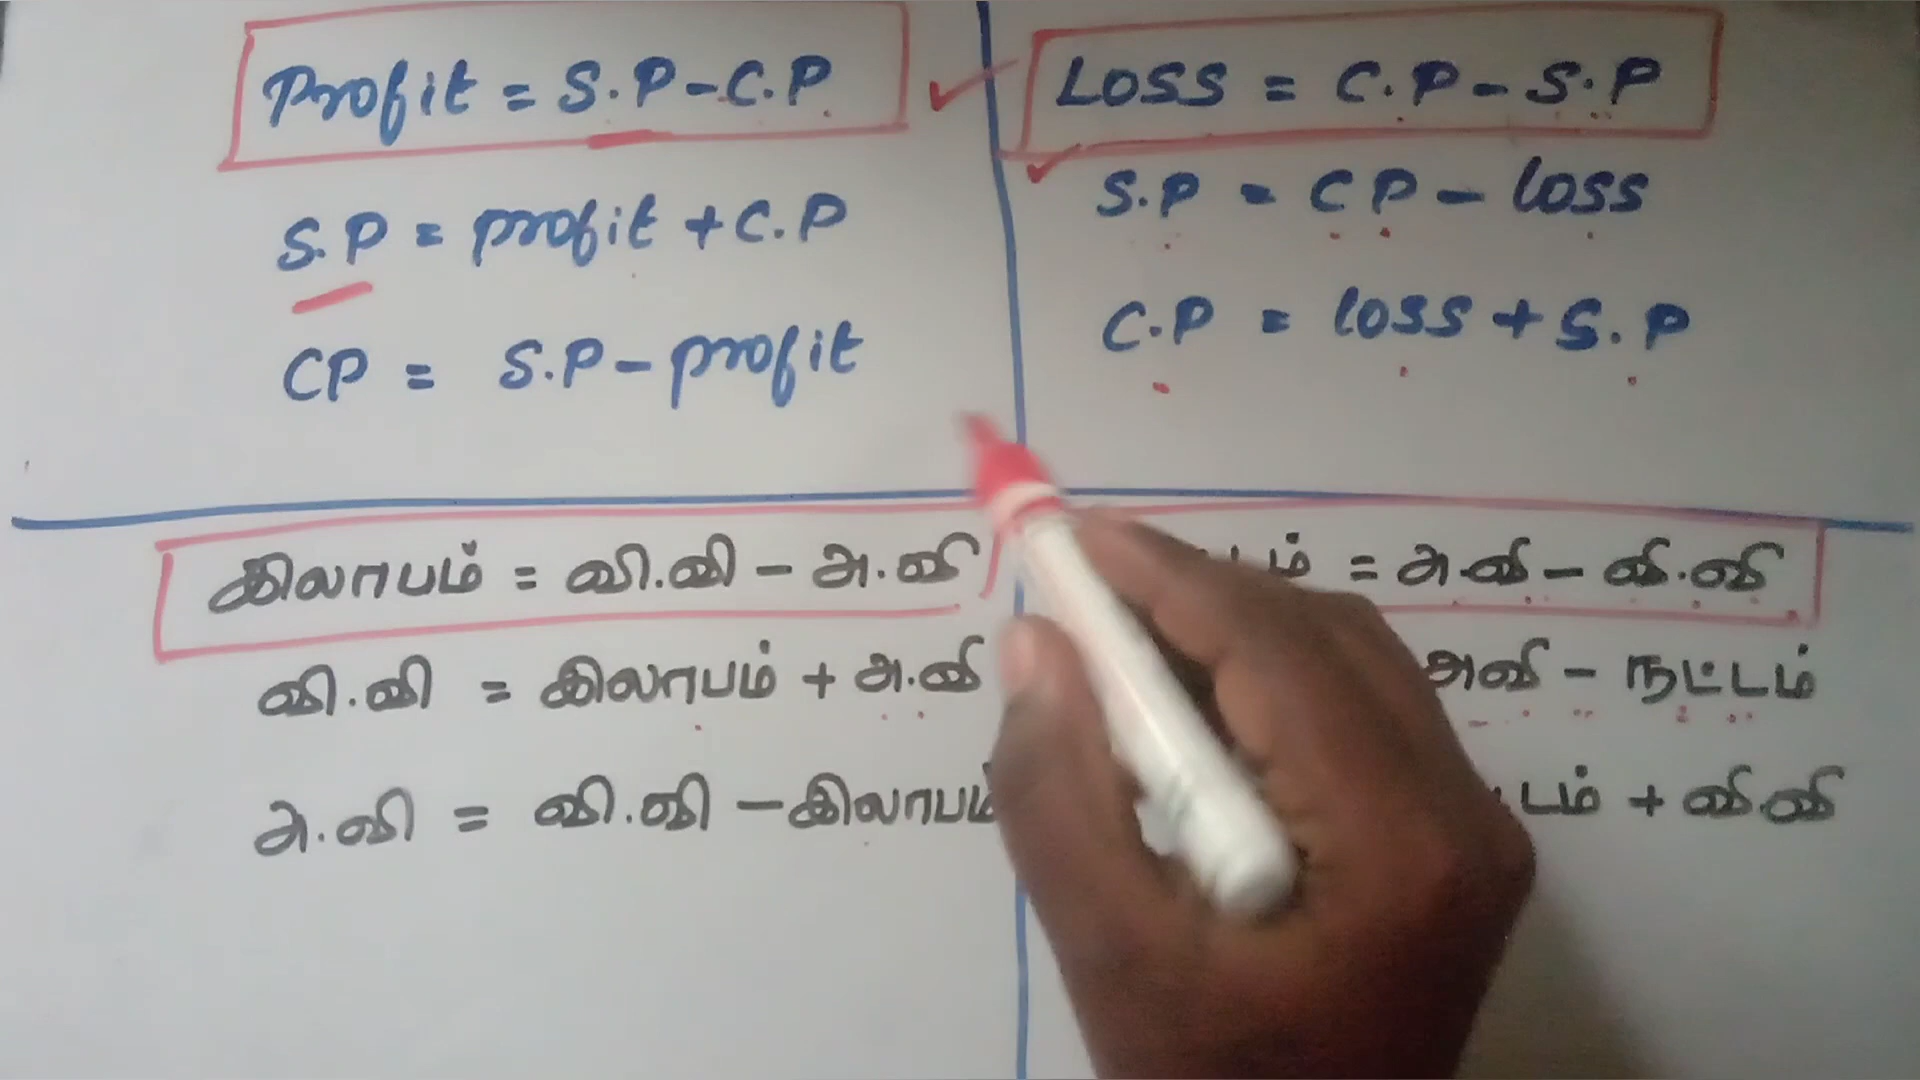 Profit = S.P - C.P
S.P = profit + C.P
CP = S.P - profit
LOSS = C.P - S.P
S.P = CP - loss
C.P = loss + S.P
இலாபம் = வி.வி - அ.வி
வி.வி = இலாபம் + அ.வி
அ.வி = வி.வி - இலாபம்
= அ.வி - வி.வி
அவி - நட்டம்
+ வி.வி